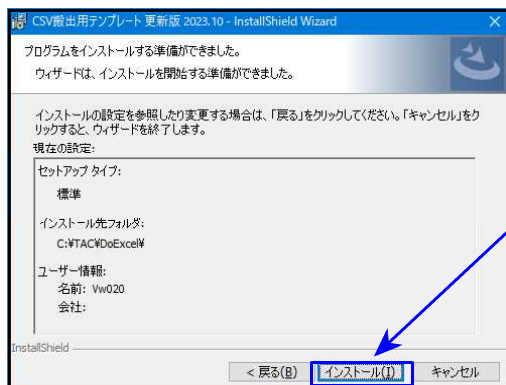 CSV搬出用テンプレート 更新版 2023.10 - InstallShield Wizard
プログラムをインストールする準備ができました。
ウィザードは、インストールを開始する準備ができました。
インストールの設定を参照したり変更する場合は、「戻る」をクリックしてください。「キャンセル」をク
リックすると、ウィザードを終了します。
現在の設定:
セットアップ タイプ:
標準
インストール先フォルダ:
C:¥TAC¥DoExcel¥
ユーザー情報:
名前: Vw020
会社:
InstallShield
< 戻る(B) インストール(I) キャンセル